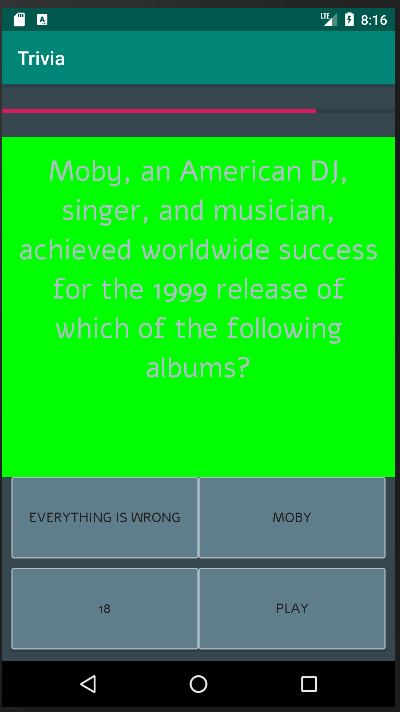 LTE 8:16
Trivia
Moby, an American DJ,
singer, and musician,
achieved worldwide success
for the 1999 release of
which of the following
albums?
EVERYTHING IS WRONG
MOBY
18
PLAY